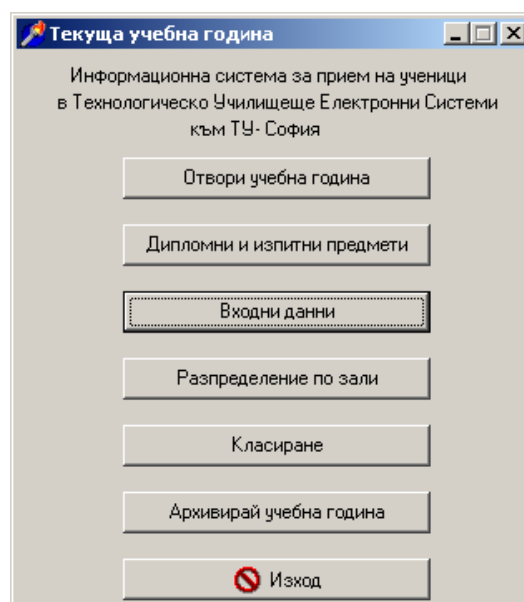 Текуща учебна година
Информационна система за прием на ученици
в Технологическо Училищеще Електронни Системи
към ТУ- София
Отвори учебна година
Дипломни и изпитни предмети
Входни данни
Разпределение по зали
Класиране
Архивирай учебна година
Изход